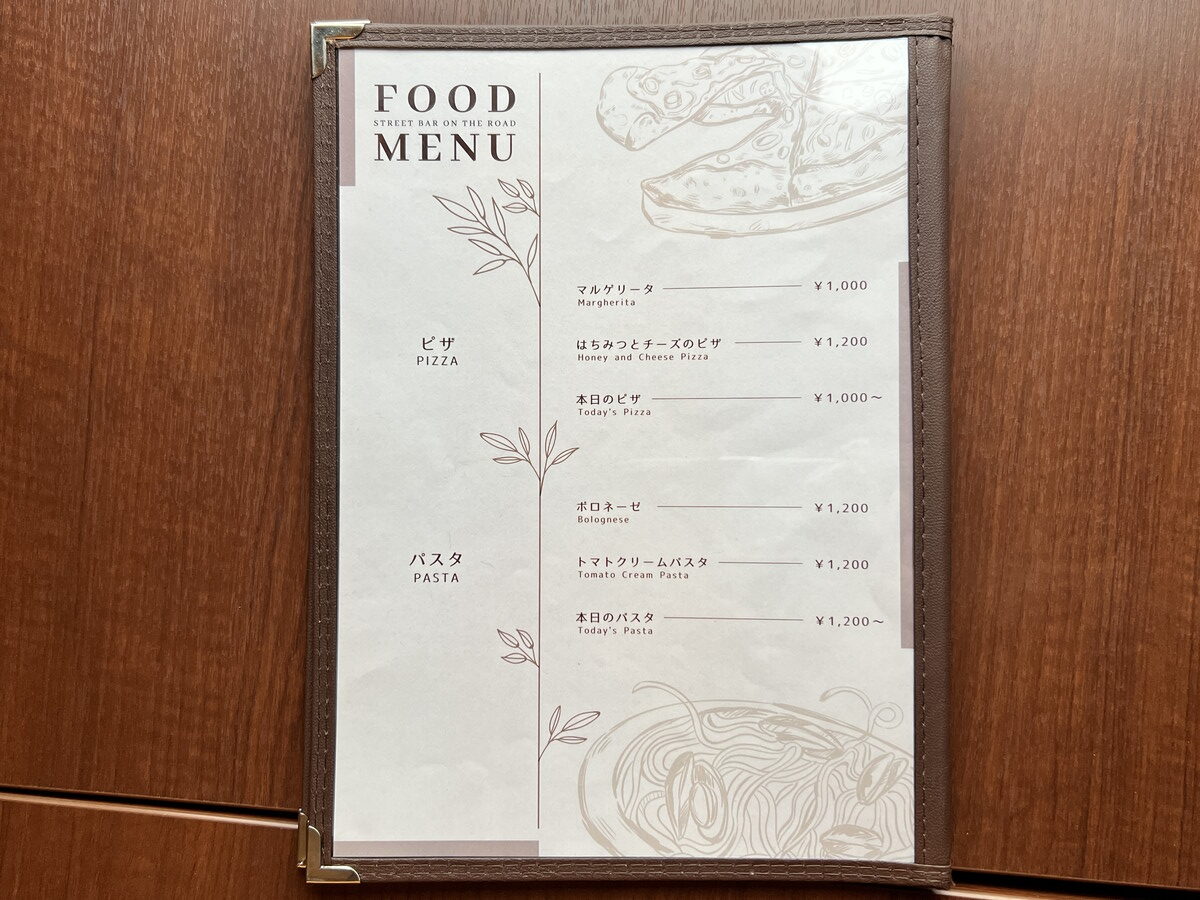 FOOD
STREET BAR ON THE ROAD
MENU
ピザ
PIZZA
マルゲリータ ¥1,000
Margherita
はちみつとチーズのピザ ¥1,200
Honey and Cheese Pizza
本日のピザ ¥1,000～
Today's Pizza
パスタ
PASTA
ボロネーゼ ¥1,200
Bolognese
トマトクリームパスタ ¥1,200
Tomato Cream Pasta
本日のパスタ ¥1,200～
Today's Pasta